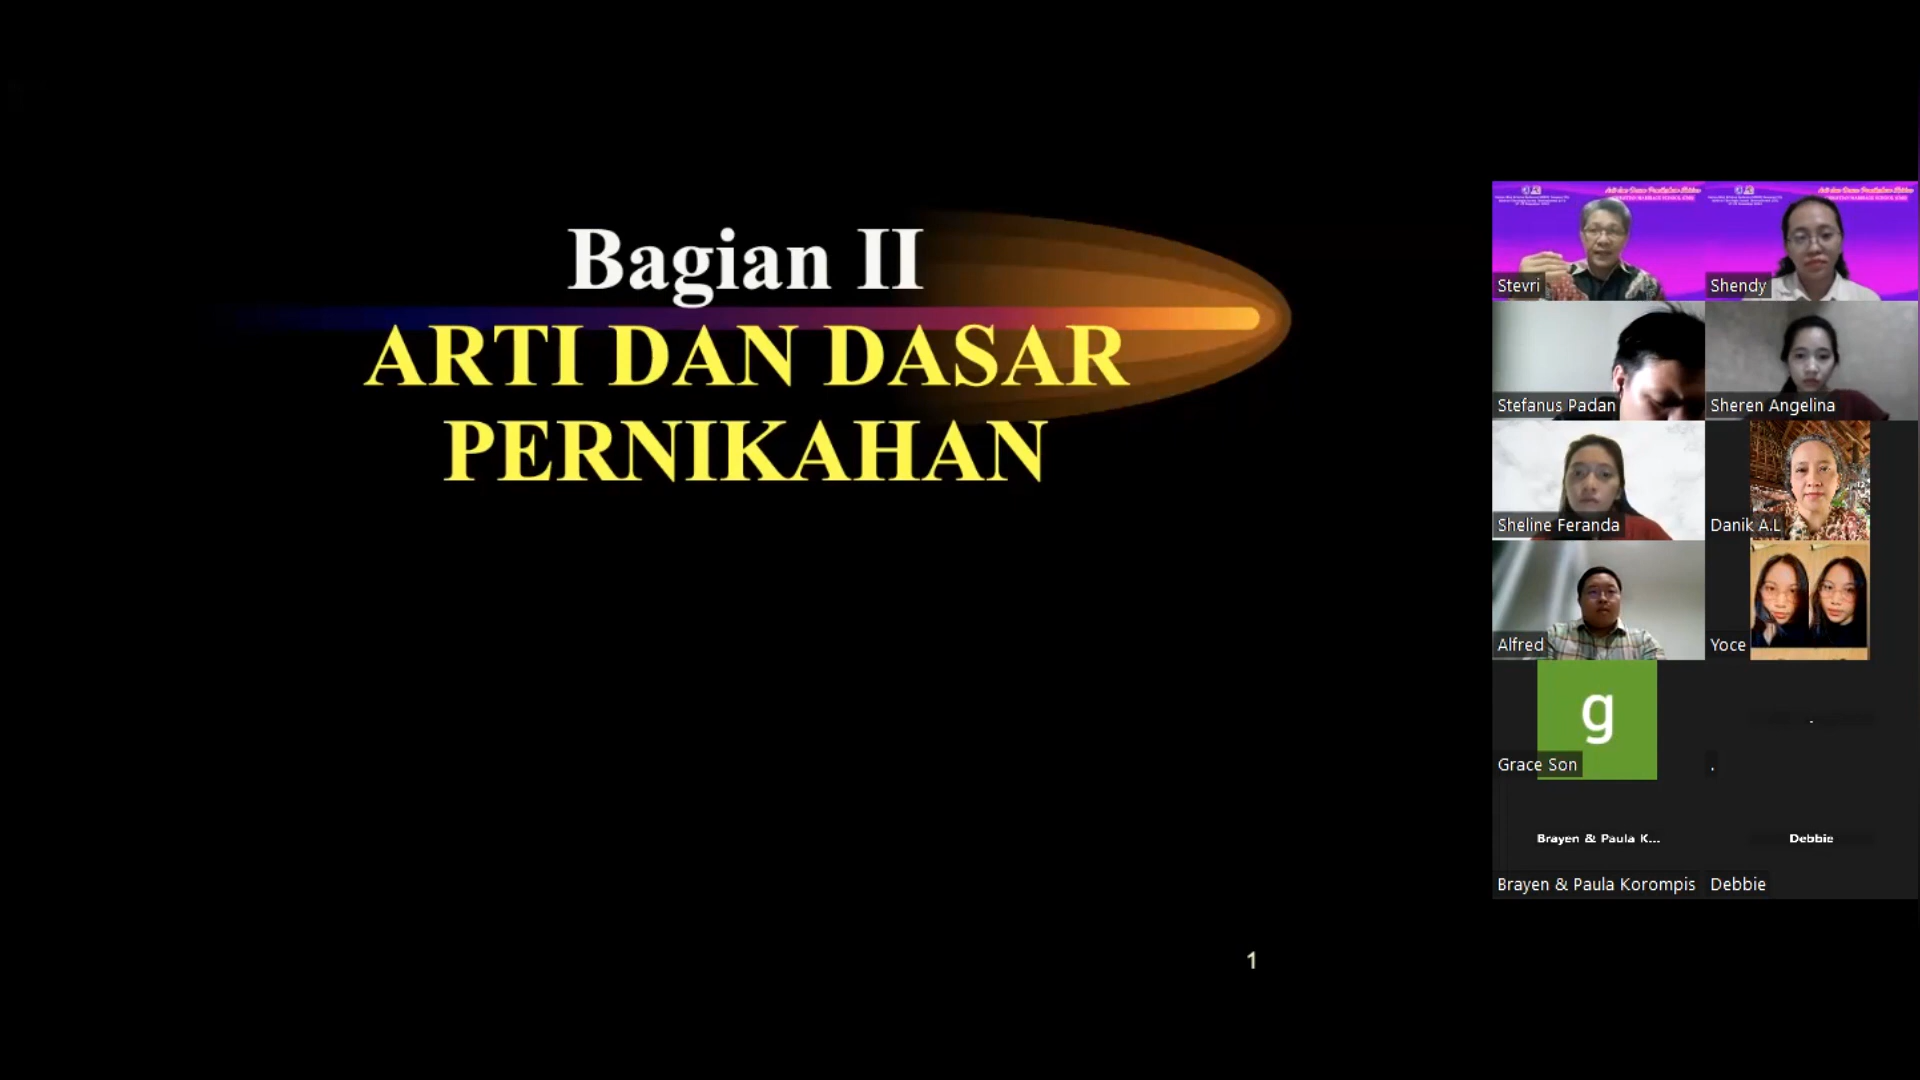 Bagian II
ARTI DAN DASAR
PERNIKAHAN
1
Stevri
Shendy
Stefanus Padan
Sheren Angelina
Sheline Feranda
Danik A.L
Alfred
Yoce
g
Grace Son
.
.
Brayen & Paula K...
Debbie
Brayen & Paula Korompis
Debbie